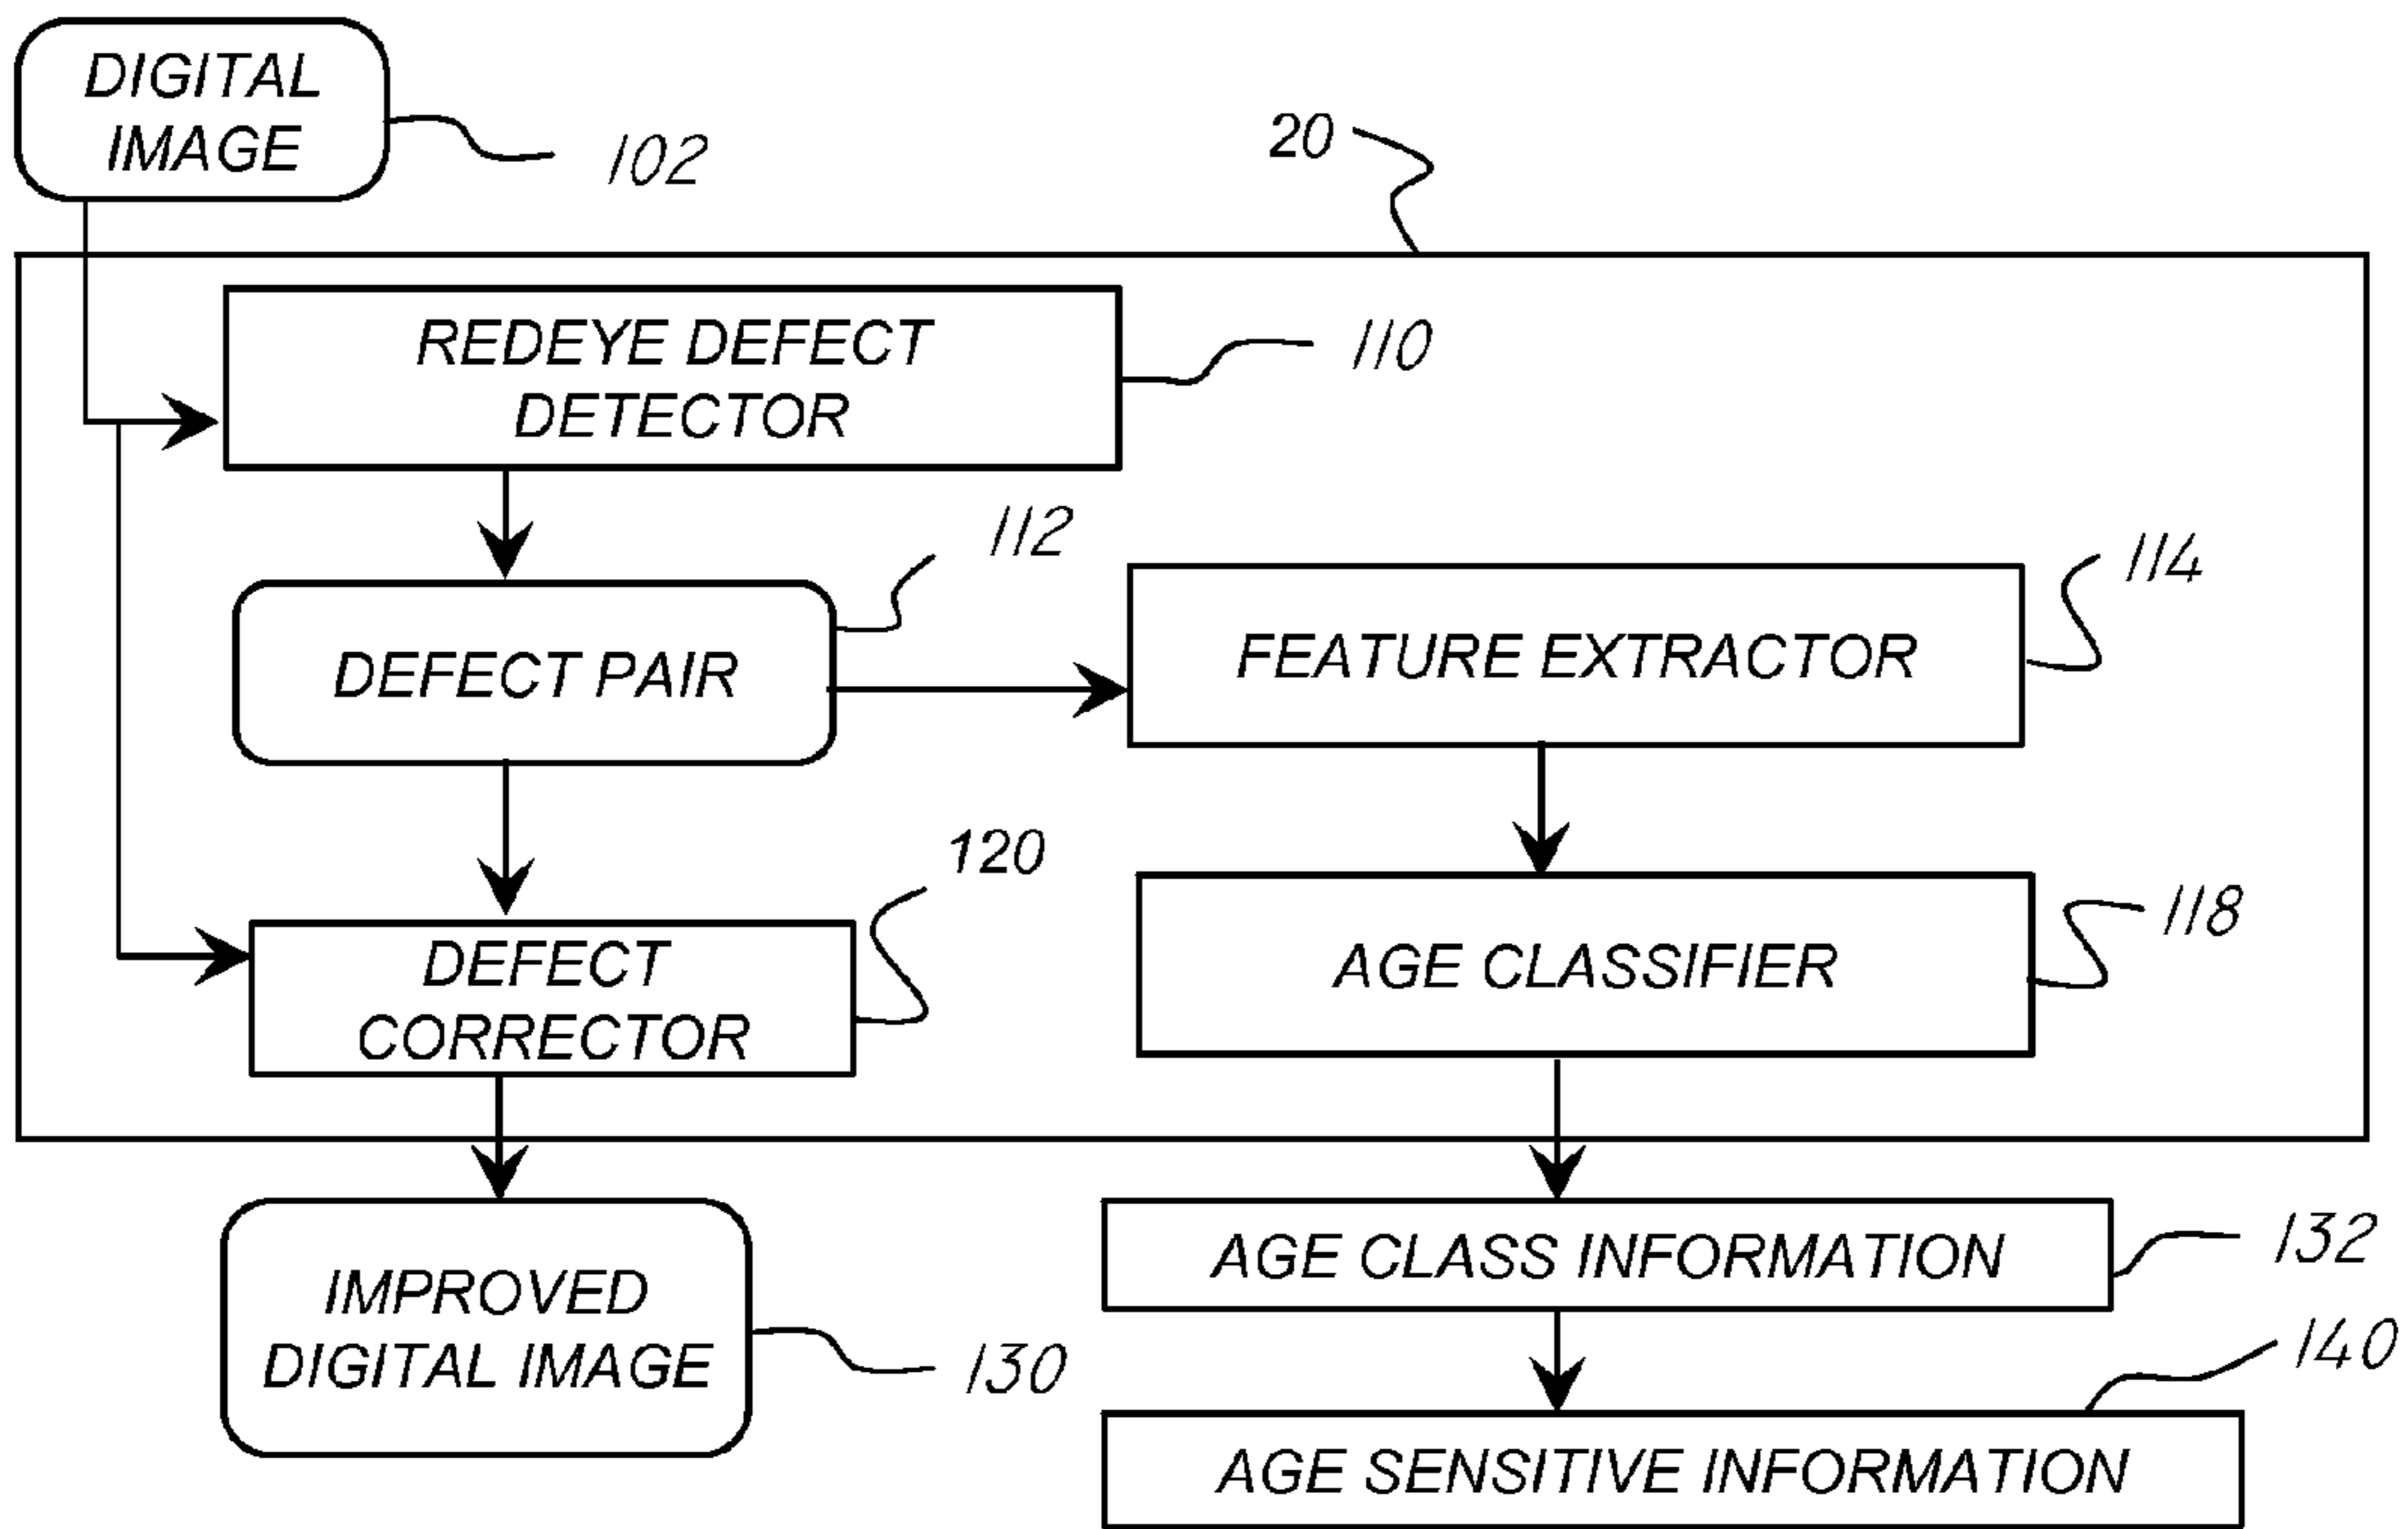 DIGITAL
IMAGE
102
20
REDEYE DEFECT
DETECTOR
110
112
DEFECT PAIR
FEATURE EXTRACTOR
114
120
DEFECT
CORRECTOR
AGE CLASSIFIER
118
IMPROVED
DIGITAL IMAGE
130
AGE CLASS INFORMATION
132
140
AGE SENSITIVE INFORMATION